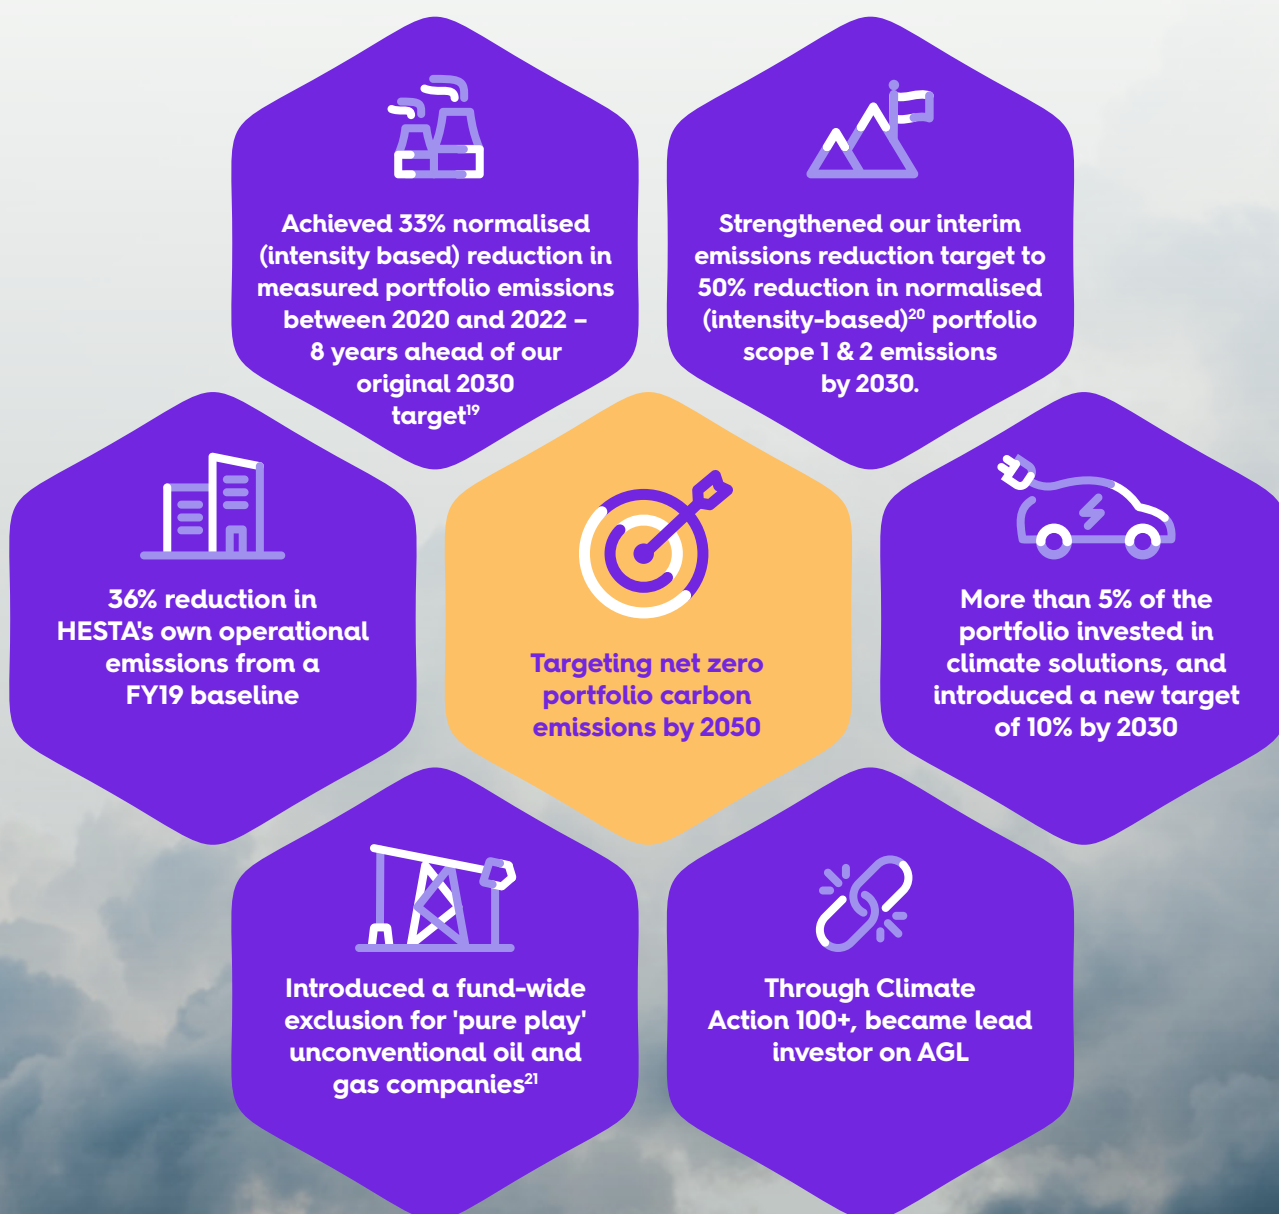 Achieved 33% normalised
(intensity based) reduction in
measured portfolio emissions
between 2020 and 2022 –
8 years ahead of our
original 2030
target¹⁹
Strengthened our interim
emissions reduction target to
50% reduction in normalised
(intensity-based)²⁰ portfolio
scope 1 & 2 emissions
by 2030.
36% reduction in
HESTA's own operational
emissions from a
FY19 baseline
Targeting net zero
portfolio carbon
emissions by 2050
More than 5% of the
portfolio invested in
climate solutions, and
introduced a new target
of 10% by 2030
Introduced a fund-wide
exclusion for 'pure play'
unconventional oil and
gas companies²¹
Through Climate
Action 100+, became lead
investor on AGL